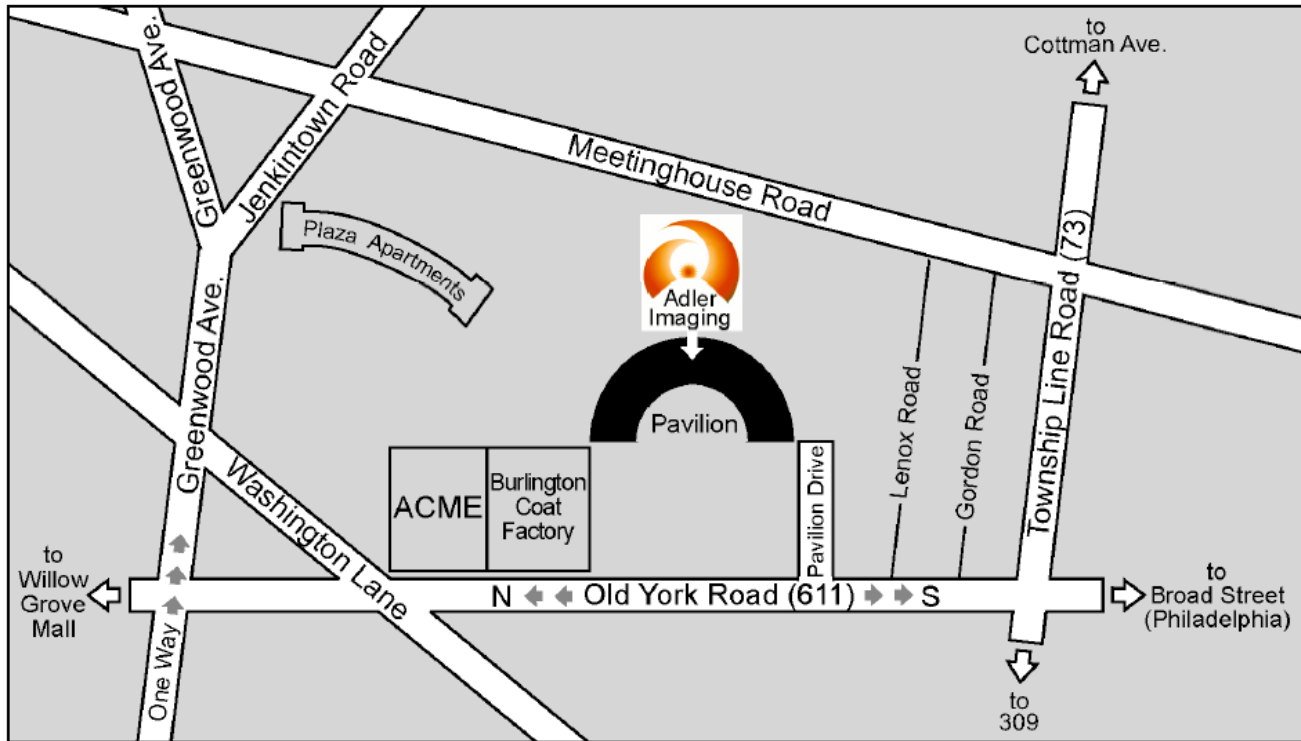 Greenwood Ave.
Jenkintown Road
Meetinghouse Road
to
Cottman Ave.
Plaza Apartments
Adler
Imaging
Pavilion
Greenwood Ave.
Washington Lane
ACME
Burlington
Coat
Factory
Pavilion Drive
Lenox Road
Gordon Road
Township Line Road (73)
to
Willow
Grove
Mall
One Way
N Old York Road (611) S
to
Broad Street
(Philadelphia)
to
309